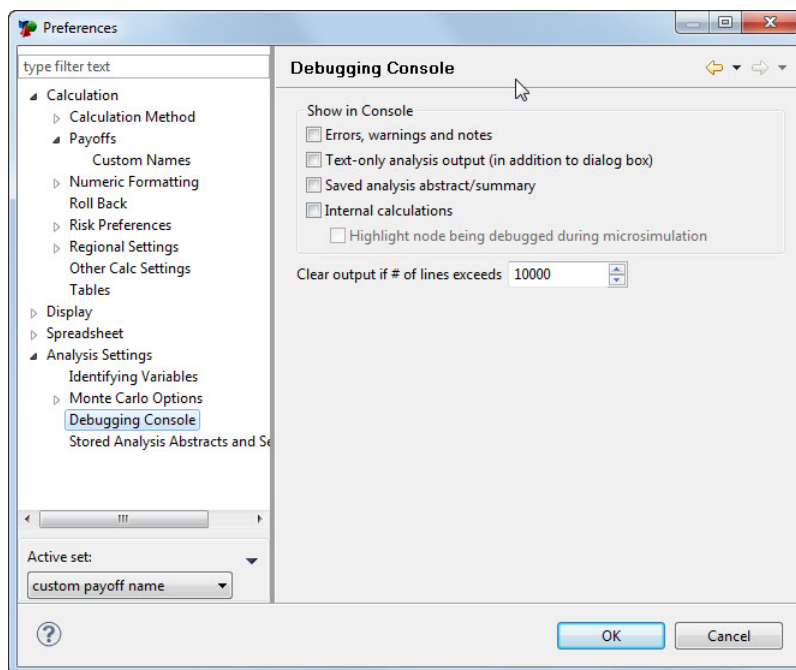 Preferences
type filter text
Calculation
Calculation Method
Payoffs
Custom Names
Numeric Formatting
Roll Back
Risk Preferences
Regional Settings
Other Calc Settings
Tables
Display
Spreadsheet
Analysis Settings
Identifying Variables
Monte Carlo Options
Debugging Console
Stored Analysis Abstracts and Se
Active set:
custom payoff name
Debugging Console
Show in Console
Errors, warnings and notes
Text-only analysis output (in addition to dialog box)
Saved analysis abstract/summary
Internal calculations
Highlight node being debugged during microsimulation
Clear output if # of lines exceeds 10000
OK Cancel